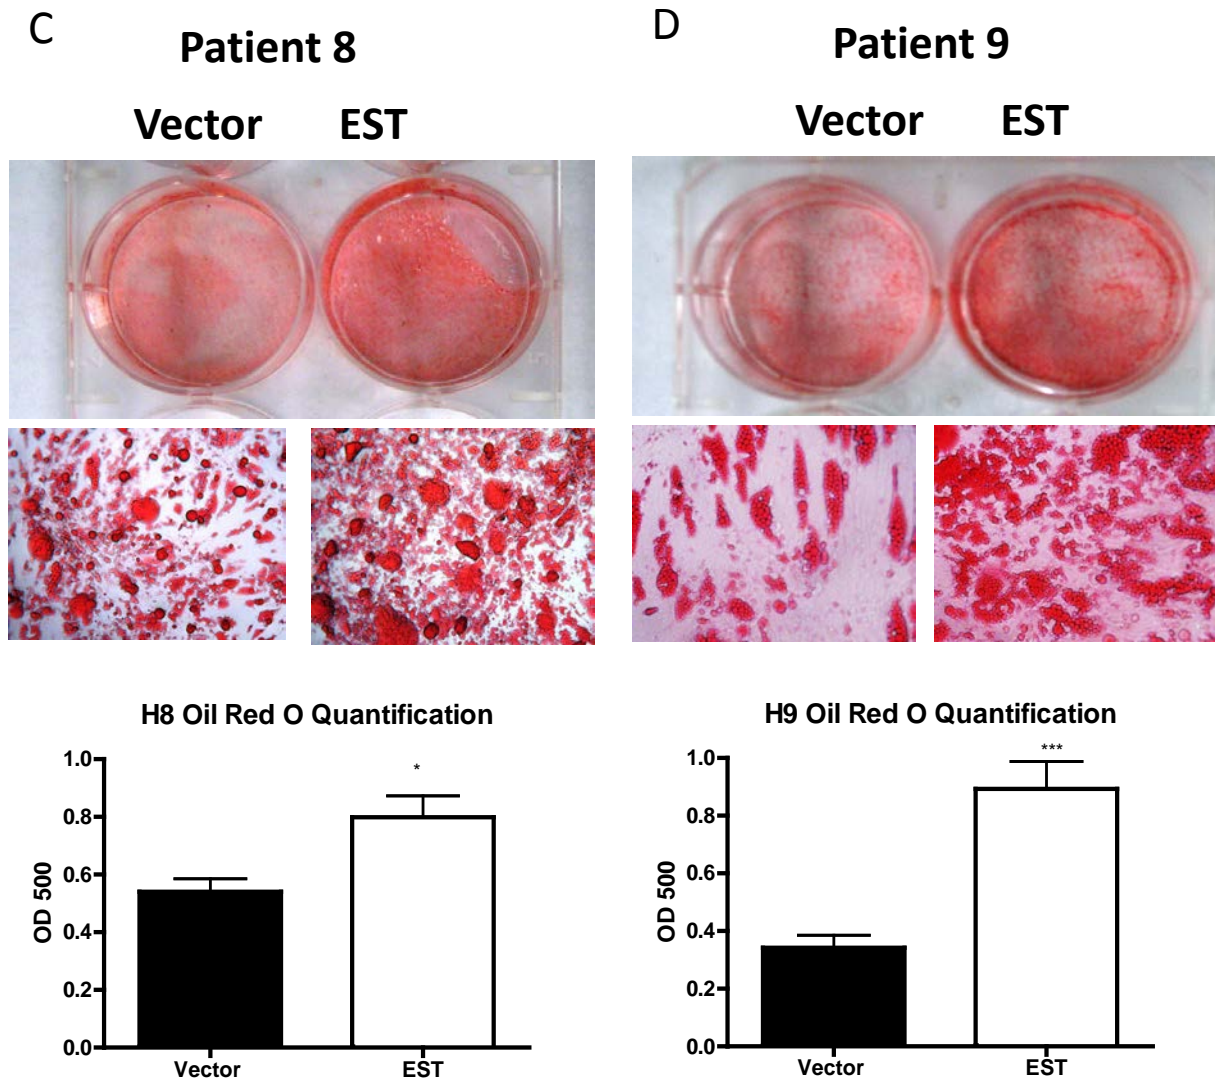 C
Patient 8
Vector EST
H8 Oil Red O Quantification
1.0
0.8
0.6
0.4
0.2
0.0
OD 500
*
Vector EST
D
Patient 9
Vector EST
H9 Oil Red O Quantification
1.0
0.8
0.6
0.4
0.2
0.0
OD 500
***
Vector EST